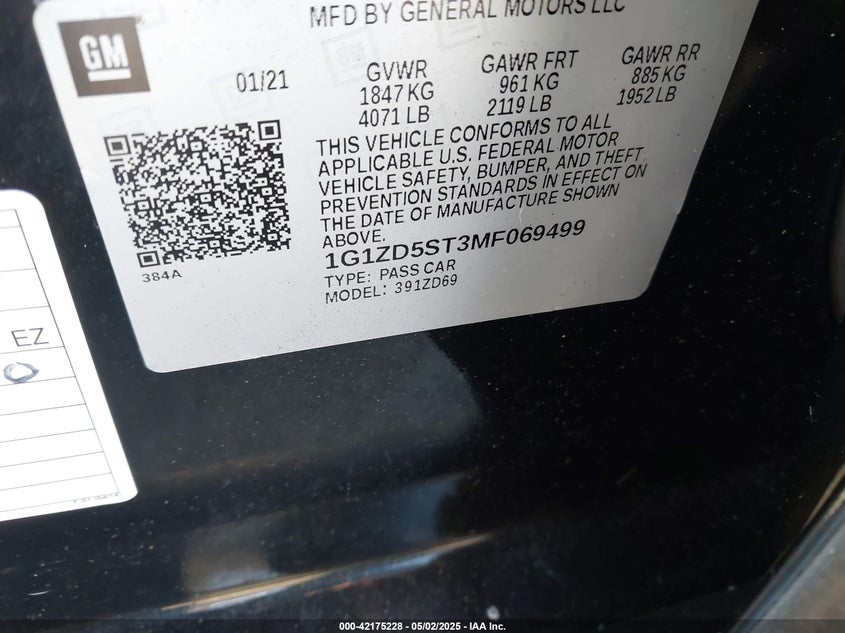 MFD BY GENERAL MOTORS LLC
GM
01/21
GVWR
1847 KG
4071 LB
GAWR FRT
961 KG
2119 LB
GAWR RR
885 KG
1952 LB
THIS VEHICLE CONFORMS TO ALL
APPLICABLE U.S. FEDERAL MOTOR
VEHICLE SAFETY, BUMPER, AND THEFT
PREVENTION STANDARDS IN EFFECT ON
THE DATE OF MANUFACTURE SHOWN
ABOVE.
1G1ZD5ST3MF069499
TYPE: PASS CAR
MODEL: 391ZD69
384A
EZ
000-42175228 - 05/02/2025 - IAA Inc.